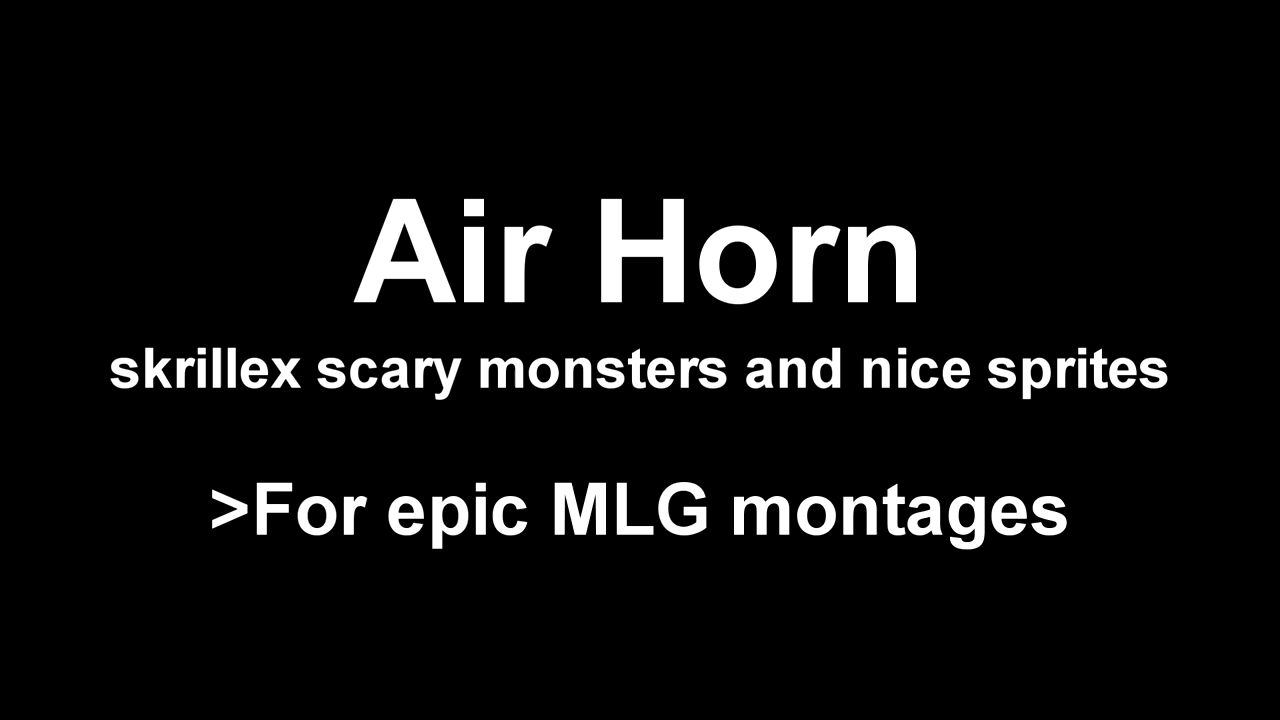 Air Horn
skrillex scary monsters and nice sprites
>For epic MLG montages